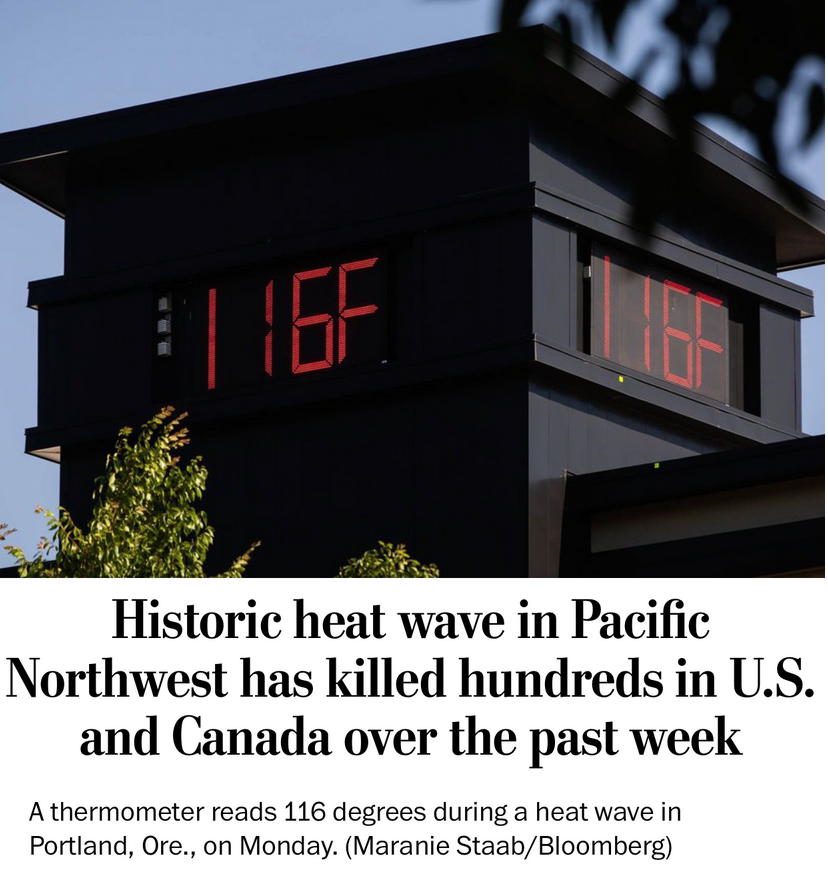 116F
116F
Historic heat wave in Pacific
Northwest has killed hundreds in U.S.
and Canada over the past week
A thermometer reads 116 degrees during a heat wave in
Portland, Ore., on Monday. (Maranie Staab/Bloomberg)